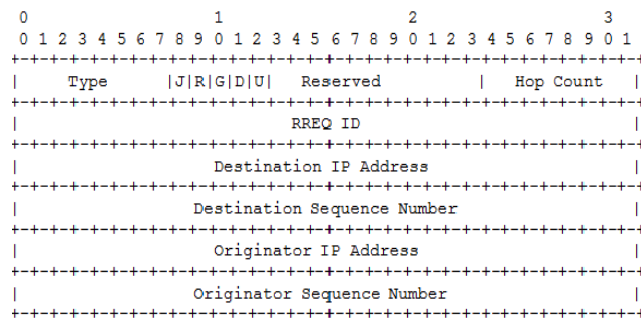 0                   1                   2                   3
0 1 2 3 4 5 6 7 8 9 0 1 2 3 4 5 6 7 8 9 0 1 2 3 4 5 6 7 8 9 0 1
+-+-+-+-+-+-+-+-+-+-+-+-+-+-+-+-+-+-+-+-+-+-+-+-+-+-+-+-+-+-+-+-+
| Type |J|R|G|D|U| Reserved | Hop Count |
+-+-+-+-+-+-+-+-+-+-+-+-+-+-+-+-+-+-+-+-+-+-+-+-+-+-+-+-+-+-+-+-+
| RREQ ID |
+-+-+-+-+-+-+-+-+-+-+-+-+-+-+-+-+-+-+-+-+-+-+-+-+-+-+-+-+-+-+-+-+
| Destination IP Address |
+-+-+-+-+-+-+-+-+-+-+-+-+-+-+-+-+-+-+-+-+-+-+-+-+-+-+-+-+-+-+-+-+
| Destination Sequence Number |
+-+-+-+-+-+-+-+-+-+-+-+-+-+-+-+-+-+-+-+-+-+-+-+-+-+-+-+-+-+-+-+-+
| Originator IP Address |
+-+-+-+-+-+-+-+-+-+-+-+-+-+-+-+-+-+-+-+-+-+-+-+-+-+-+-+-+-+-+-+-+
| Originator Sequence Number |
+-+-+-+-+-+-+-+-+-+-+-+-+-+-+-+-+-+-+-+-+-+-+-+-+-+-+-+-+-+-+-+-+